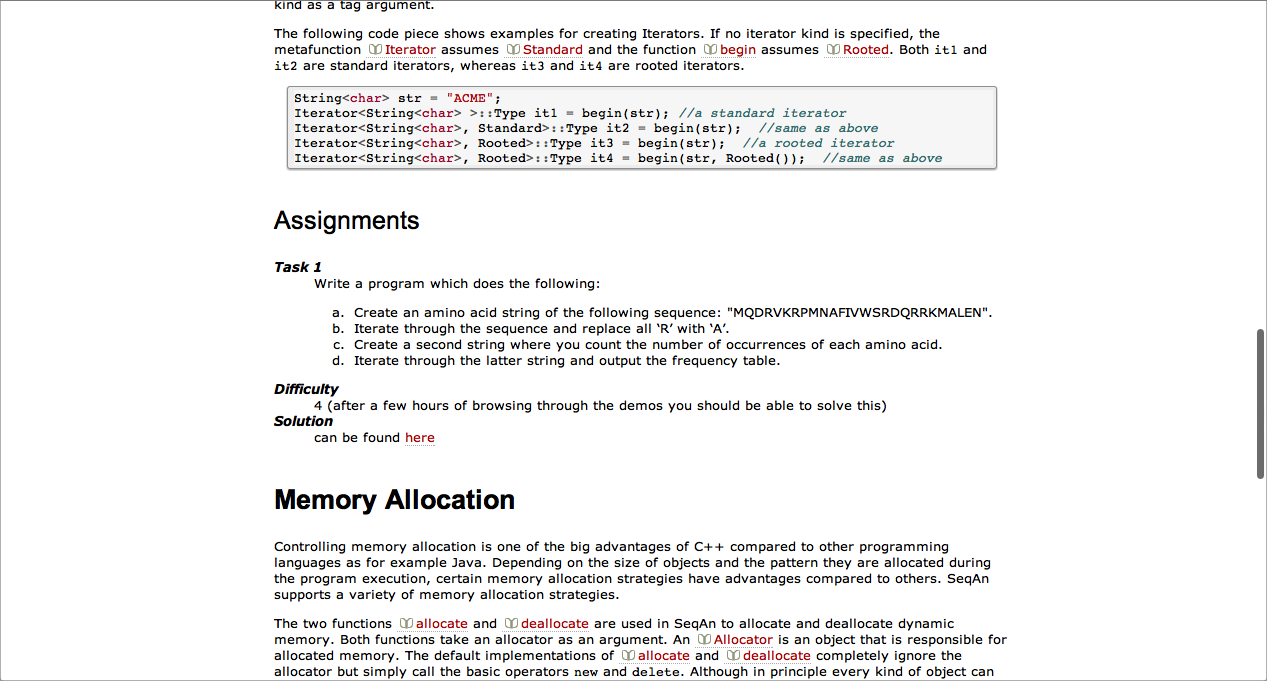 kind as a tag argument.
The following code piece shows examples for creating Iterators. If no iterator kind is specified, the
metafunction Iterator assumes Standard and the function begin assumes Rooted. Both it1 and
it2 are standard iterators, whereas it3 and it4 are rooted iterators.
String<char> str = "ACME";
Iterator<String<char> >::Type it1 = begin(str); //a standard iterator
Iterator<String<char>, Standard>::Type it2 = begin(str);  //same as above
Iterator<String<char>, Rooted>::Type it3 = begin(str);  //a rooted iterator
Iterator<String<char>, Rooted>::Type it4 = begin(str, Rooted());  //same as above
Assignments
Task 1
Write a program which does the following:
a. Create an amino acid string of the following sequence: "MQDRVKRPMNAFIVWSRDQRRKMALEN".
b. Iterate through the sequence and replace all ‘R’ with ‘A’.
c. Create a second string where you count the number of occurrences of each amino acid.
d. Iterate through the latter string and output the frequency table.
Difficulty
4 (after a few hours of browsing through the demos you should be able to solve this)
Solution
can be found here
Memory Allocation
Controlling memory allocation is one of the big advantages of C++ compared to other programming
languages as for example Java. Depending on the size of objects and the pattern they are allocated during
the program execution, certain memory allocation strategies have advantages compared to others. SeqAn
supports a variety of memory allocation strategies.
The two functions allocate and deallocate are used in SeqAn to allocate and deallocate dynamic
memory. Both functions take an allocator as an argument. An Allocator is an object that is responsible for
allocated memory. The default implementations of allocate and deallocate completely ignore the
allocator but simply call the basic operators new and delete. Although in principle every kind of object can